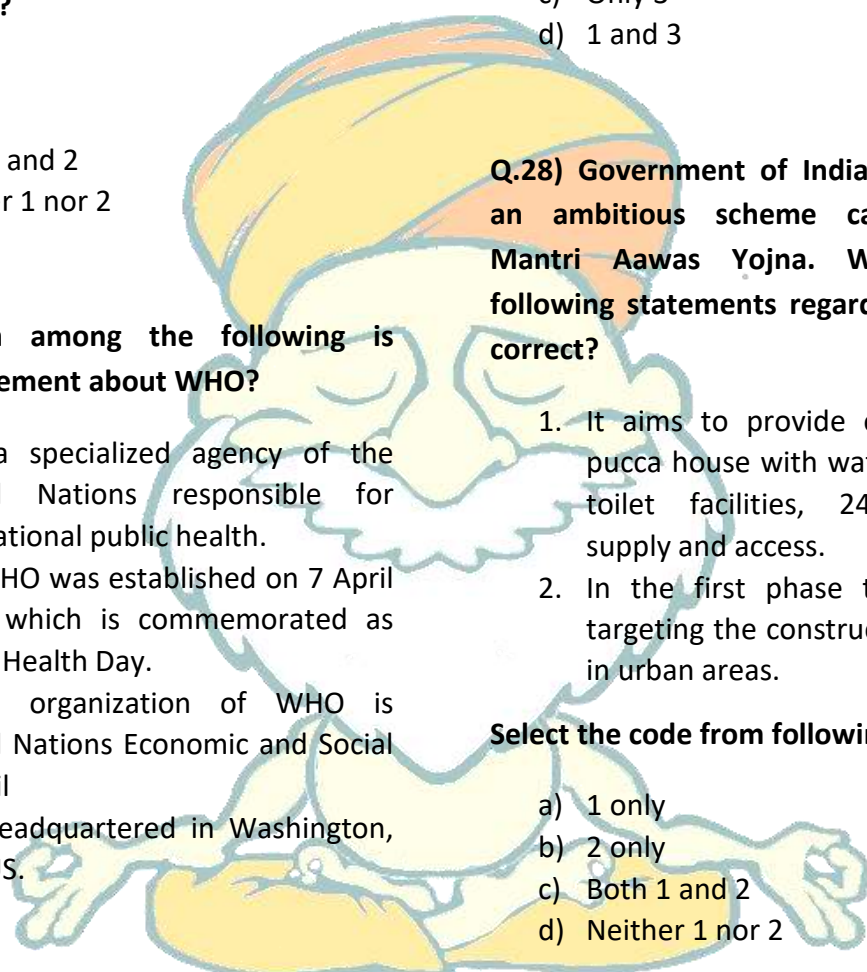 ?
and 2
r 1 nor 2
among the following is
ement about WHO?
a specialized agency of the
Nations responsible for
ational public health.
HO was established on 7 April
which is commemorated as
Health Day.
organization of WHO is
Nations Economic and Social
il
eadquartered in Washington,
S.
d) 1 and 3
Q.28) Government of India
an ambitious scheme ca
Mantri Aawas Yojna. W
following statements regard
correct?
1. It aims to provide
pucca house with wat
toilet facilities, 24
supply and access.
2. In the first phase t
targeting the construc
in urban areas.
Select the code from followin
a) 1 only
b) 2 only
c) Both 1 and 2
d) Neither 1 nor 2